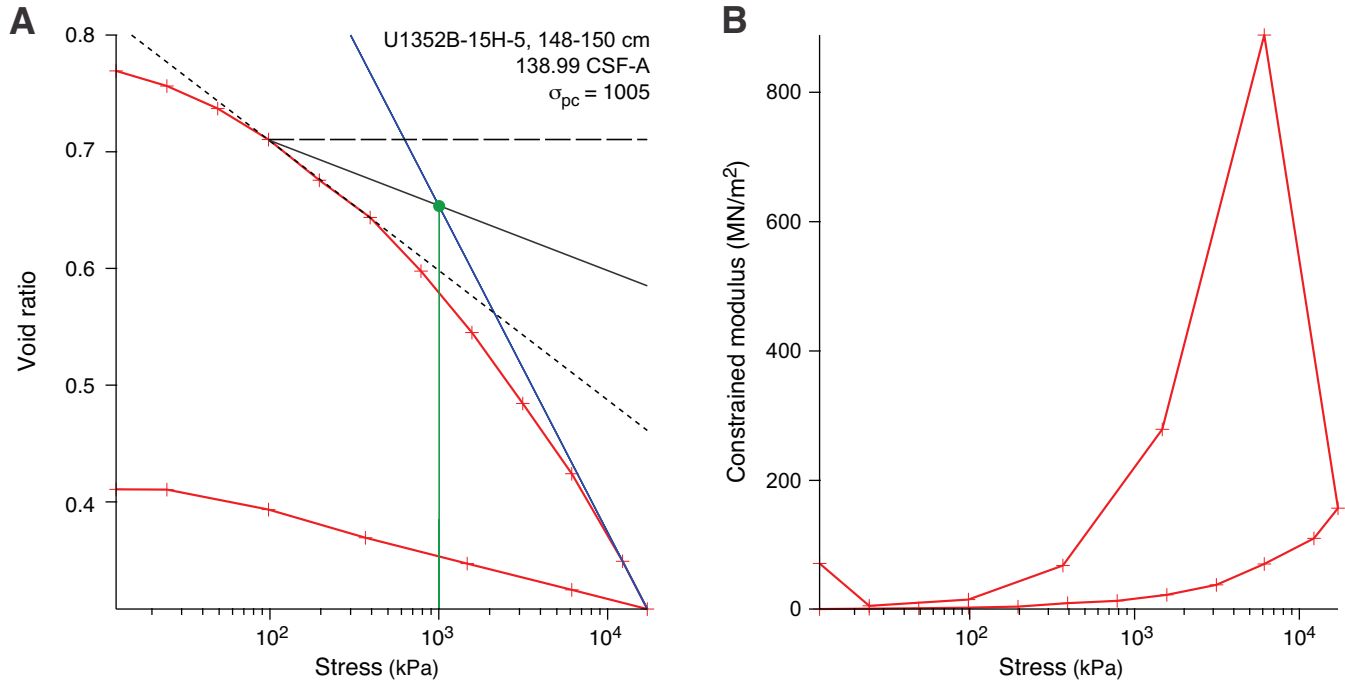 A
U1352B-15H-5, 148-150 cm
138.99 CSF-A
σpc = 1005
0.8
0.7
0.6
0.5
0.4
Void ratio
10²
10³
10⁴
Stress (kPa)
B
800
600
400
200
0
Constrained modulus (MN/m²)
10²
10³
10⁴
Stress (kPa)